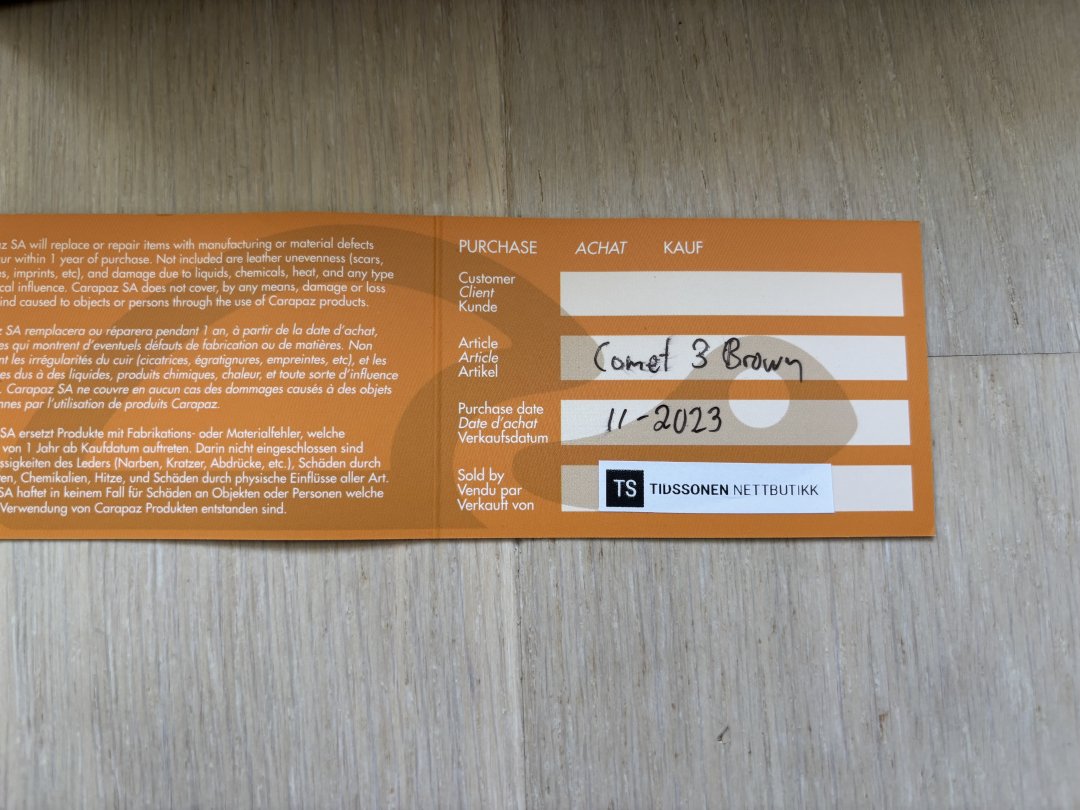 z SA will replace or repair items with manufacturing or material defects
ur within 1 year of purchase. Not included are leather unevenness (scars,
s, imprints, etc), and damage due to liquids, chemicals, heat, and any type
cal influence. Carapaz SA does not cover, by any means, damage or loss
ind caused to objects or persons through the use of Carapaz products.
SA remplacera ou réparera pendant 1 an, à partir de la date d'achat,
es qui montrent d'eventuels défauts de fabrication ou de matières. Non
nt les irrégularités du cuir (cicatrices, égratignures, empreintes, etc), et les
es dus à des liquides, produits chimiques, chaleur, et toute sorte d'influence
. Carapaz SA ne couvre en aucun cas des dommages causés à des objets
nnes par l'utilisation de produits Carapaz.
SA ersetzt Produkte mit Fabrikations- oder Materialfehler, welche
von 1 Jahr ab Kaufdatum auftreten. Darin nicht eingeschlossen sind
ssigkeiten des Leders (Narben, Kratzer, Abdrücke, etc.), Schäden durch
ten, Chemikalien, Hitze, und Schäden durch physische Einflüsse aller Art.
SA haftet in keinem Fall für Schäden an Objekten oder Personen welche
Verwendung von Carapaz Produkten entstanden sind.
PURCHASE ACHAT KAUF
Customer
Client
Kunde
Article
Article
Artikel
Comet 3 Brown
Purchase date
Date d'achat
Verkaufsdatum
11-2023
Sold by
Vendu par
Verkauft von
TS TIDSSONEN NETTBUTIKK